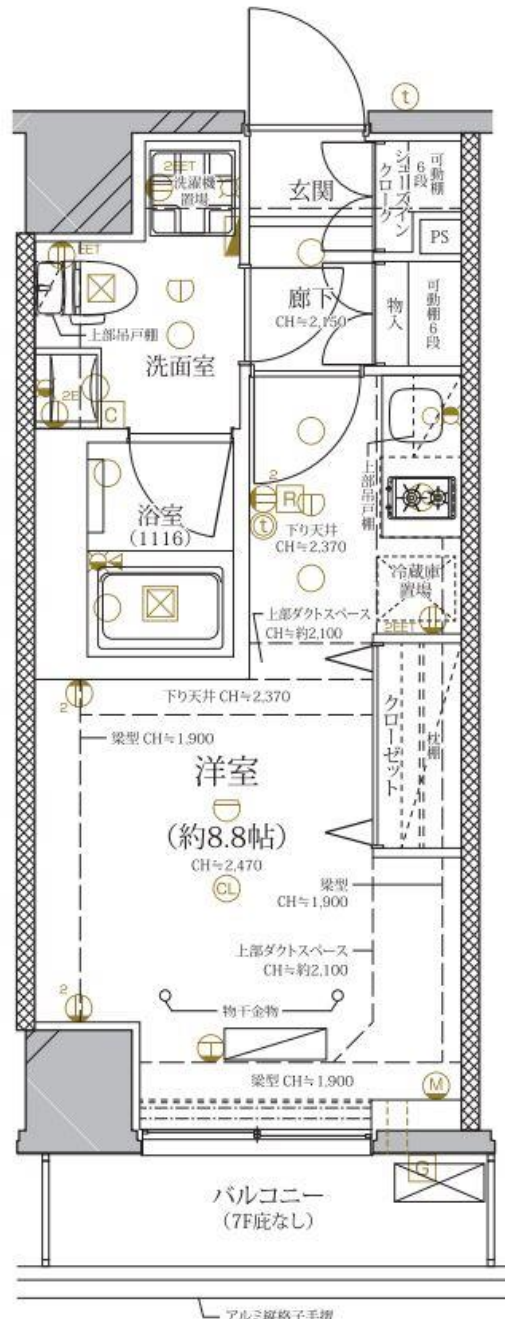 t
2EET
洗濯機
置場
玄関
シューズイン
クローク
可動棚
6段
PS
EET
上部吊戸棚
洗面室
廊下
CH≒2,150
物入
可動棚6段
2E
C
浴室
(1116)
2
R
t
下り天井
CH≒2,370
上部吊戸棚
冷蔵庫
置場
2EET
上部ダクトスペース
CH≒約2,100
下り天井 CH≒2,370
2
梁型 CH≒1,900
洋室
(約8.8帖)
CH≒2,470
CL
クローゼット
枕棚
梁型
CH≒1,900
上部ダクトスペース
CH≒約2,100
2
物干金物
梁型 CH≒1,900
M
G
バルコニー
(7F庇なし)
アルミ縦格子手摺